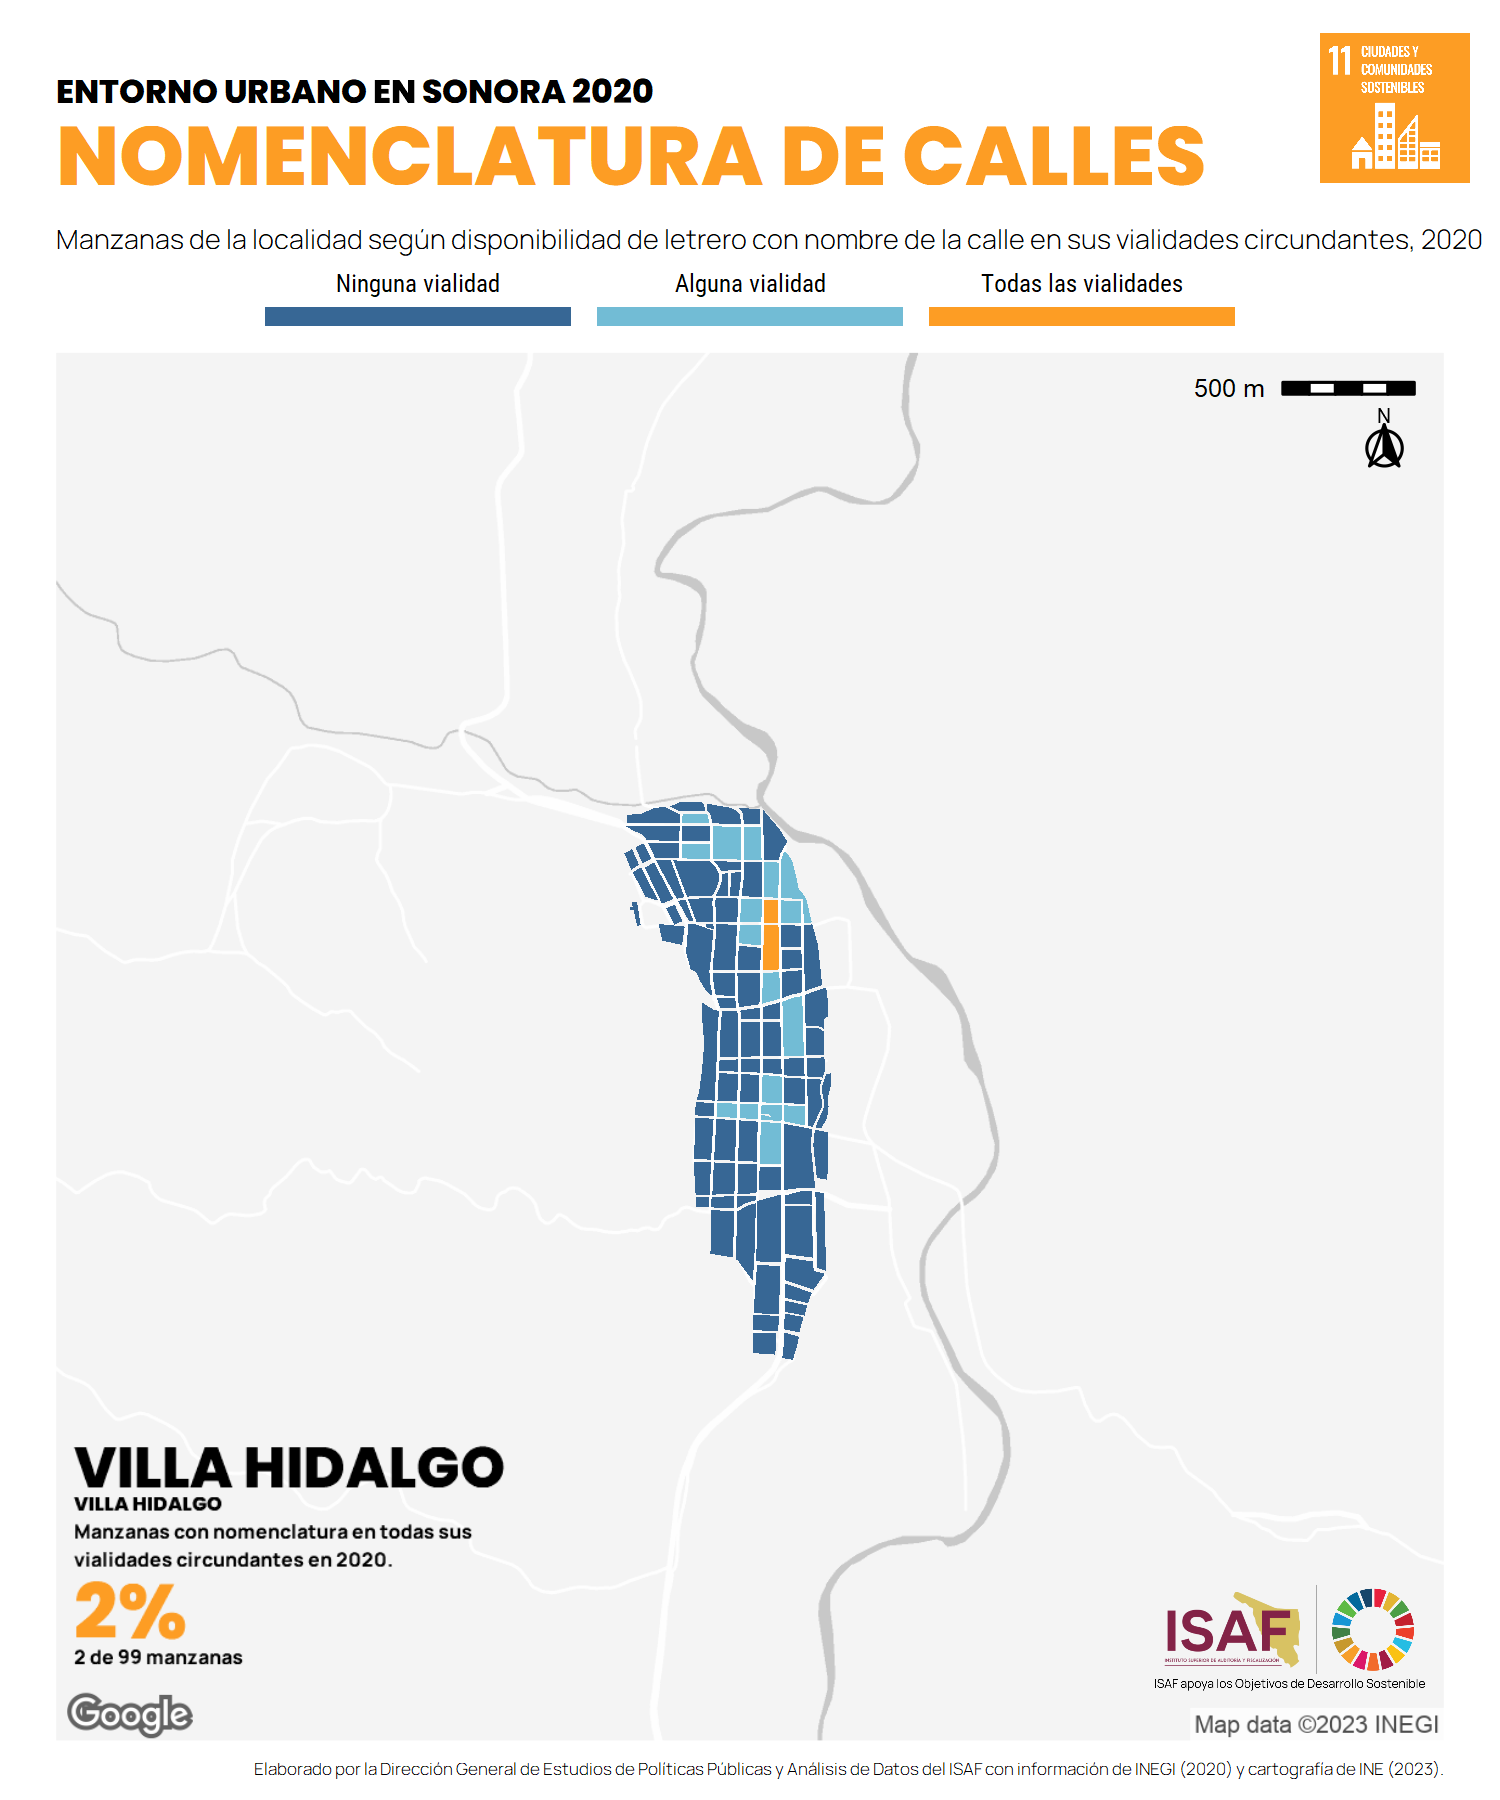 11 CIUDADES Y
COMUNIDADES
SOSTENIBLES
ENTORNO URBANO EN SONORA 2020
NOMENCLATURA DE CALLES
Manzanas de la localidad según disponibilidad de letrero con nombre de la calle en sus vialidades circundantes, 2020
Ninguna vialidad
Alguna vialidad
Todas las vialidades
500 m
N
VILLA HIDALGO
VILLA HIDALGO
Manzanas con nomenclatura en todas sus
vialidades circundantes en 2020.
2%
2 de 99 manzanas
Google
ISAF
INSTITUTO SUPERIOR DE AUDITORÍA Y FISCALIZACIÓN
ISAF apoya los Objetivos de Desarrollo Sostenible
Map data ©2023 INEGI
Elaborado por la Dirección General de Estudios de Políticas Públicas y Análisis de Datos del ISAF con información de INEGI (2020) y cartografía de INE (2023).